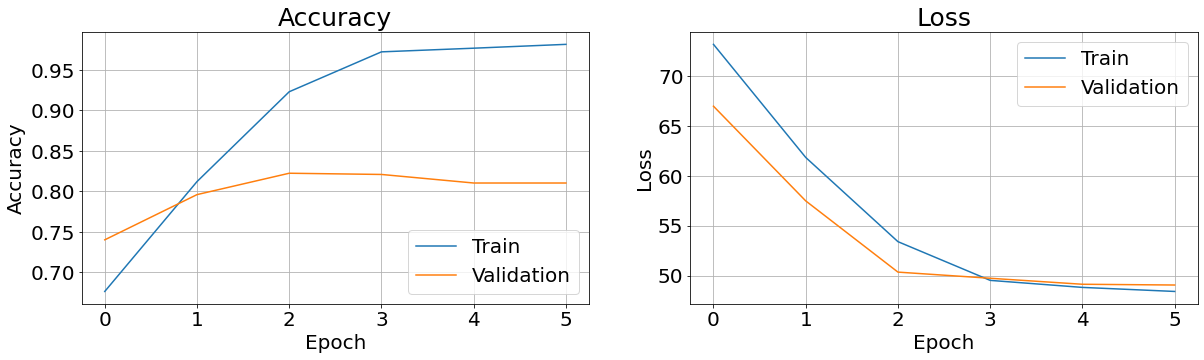 Accuracy
Accuracy
0.95
0.90
0.85
0.80
0.75
0.70
Train
Validation
0 1 2 3 4 5
Epoch
Loss
Loss
70
65
60
55
50
Train
Validation
0 1 2 3 4 5
Epoch